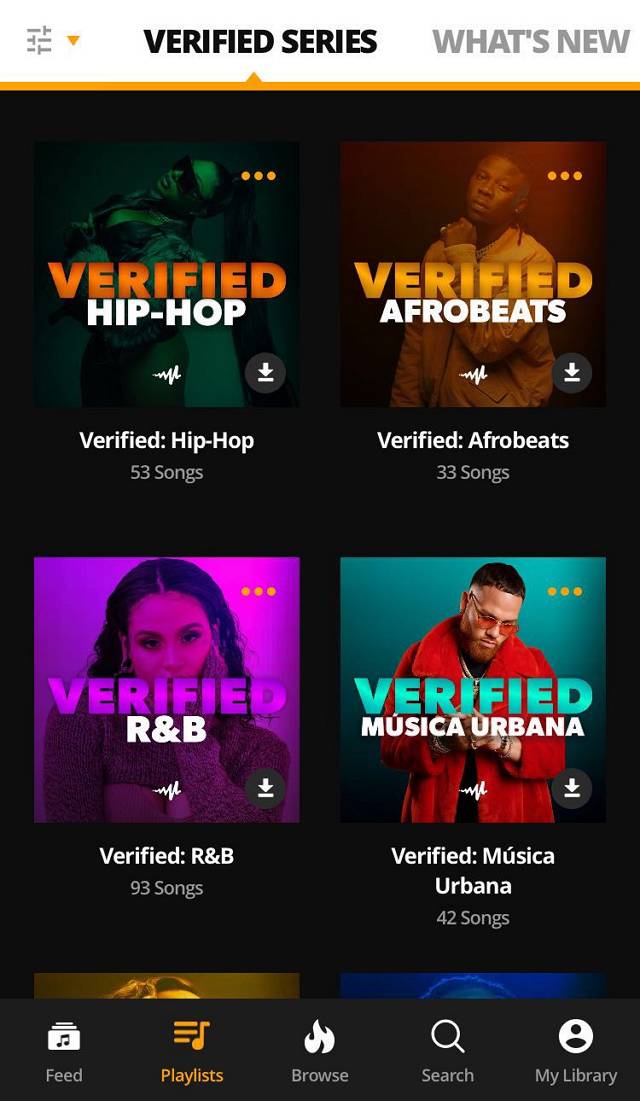 VERIFIED SERIES
WHAT'S NEW
VERIFIED
HIP-HOP
VERIFIED
AFROBEATS
Verified: Hip-Hop
53 Songs
Verified: Afrobeats
33 Songs
VERIFIED
R&B
VERIFIED
MÚSICA URBANA
Verified: R&B
93 Songs
Verified: Música
Urbana
42 Songs
Feed
Playlists
Browse
Search
My Library